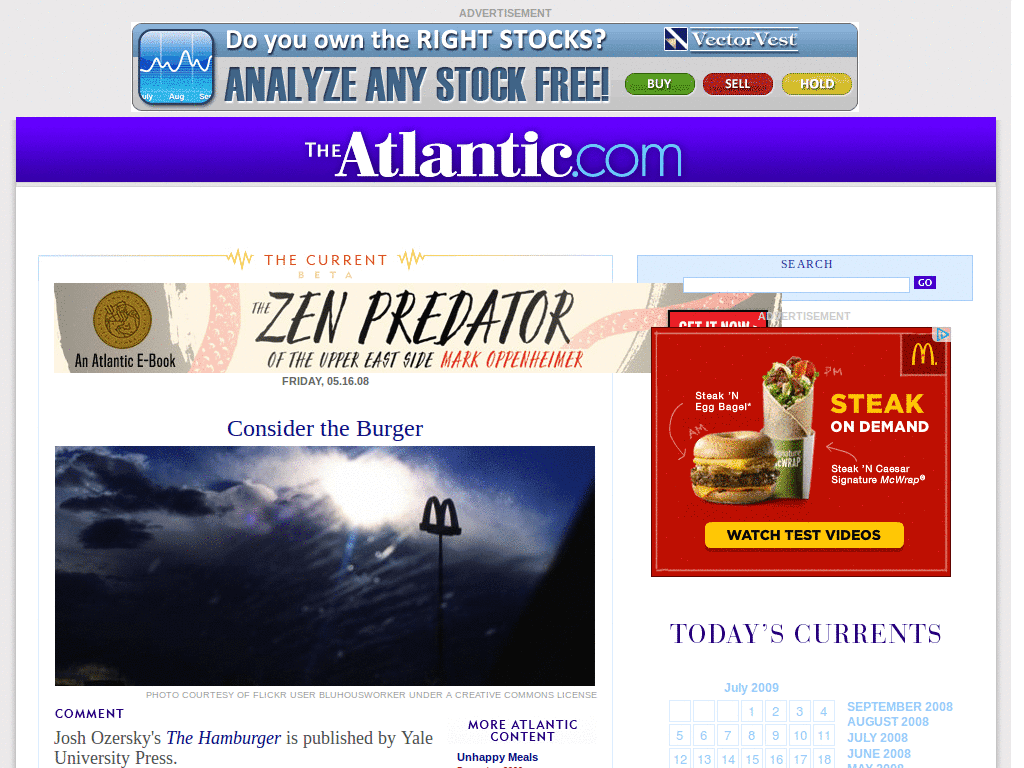 ADVERTISEMENT
Do you own the RIGHT STOCKS?
VectorVest
ANALYZE ANY STOCK FREE!
BUY
SELL
HOLD
Aug
THE Atlantic.com
THE CURRENT
BETA
SEARCH
GO
An Atlantic E-Book
THE ZEN PREDATOR
OF THE UPPER EAST SIDE MARK OPPENHEIMER
GET IT NOW
ADVERTISEMENT
FRIDAY, 05.16.08
Consider the Burger
PHOTO COURTESY OF FLICKR USER BLUHOUSWORKER UNDER A CREATIVE COMMONS LICENSE
COMMENT
Josh Ozersky's The Hamburger is published by Yale
University Press.
MORE ATLANTIC
CONTENT
Unhappy Meals
Steak 'N
Egg Bagel*
AM
PM
STEAK
ON DEMAND
Signature
McWRAP
Steak 'N Caesar
Signature McWrap®
WATCH TEST VIDEOS
TODAY'S CURRENTS
July 2009
1 2 3 4
5 6 7 8 9 10 11
12 13 14 15 16 17 18
SEPTEMBER 2008
AUGUST 2008
JULY 2008
JUNE 2008
MAY 2008